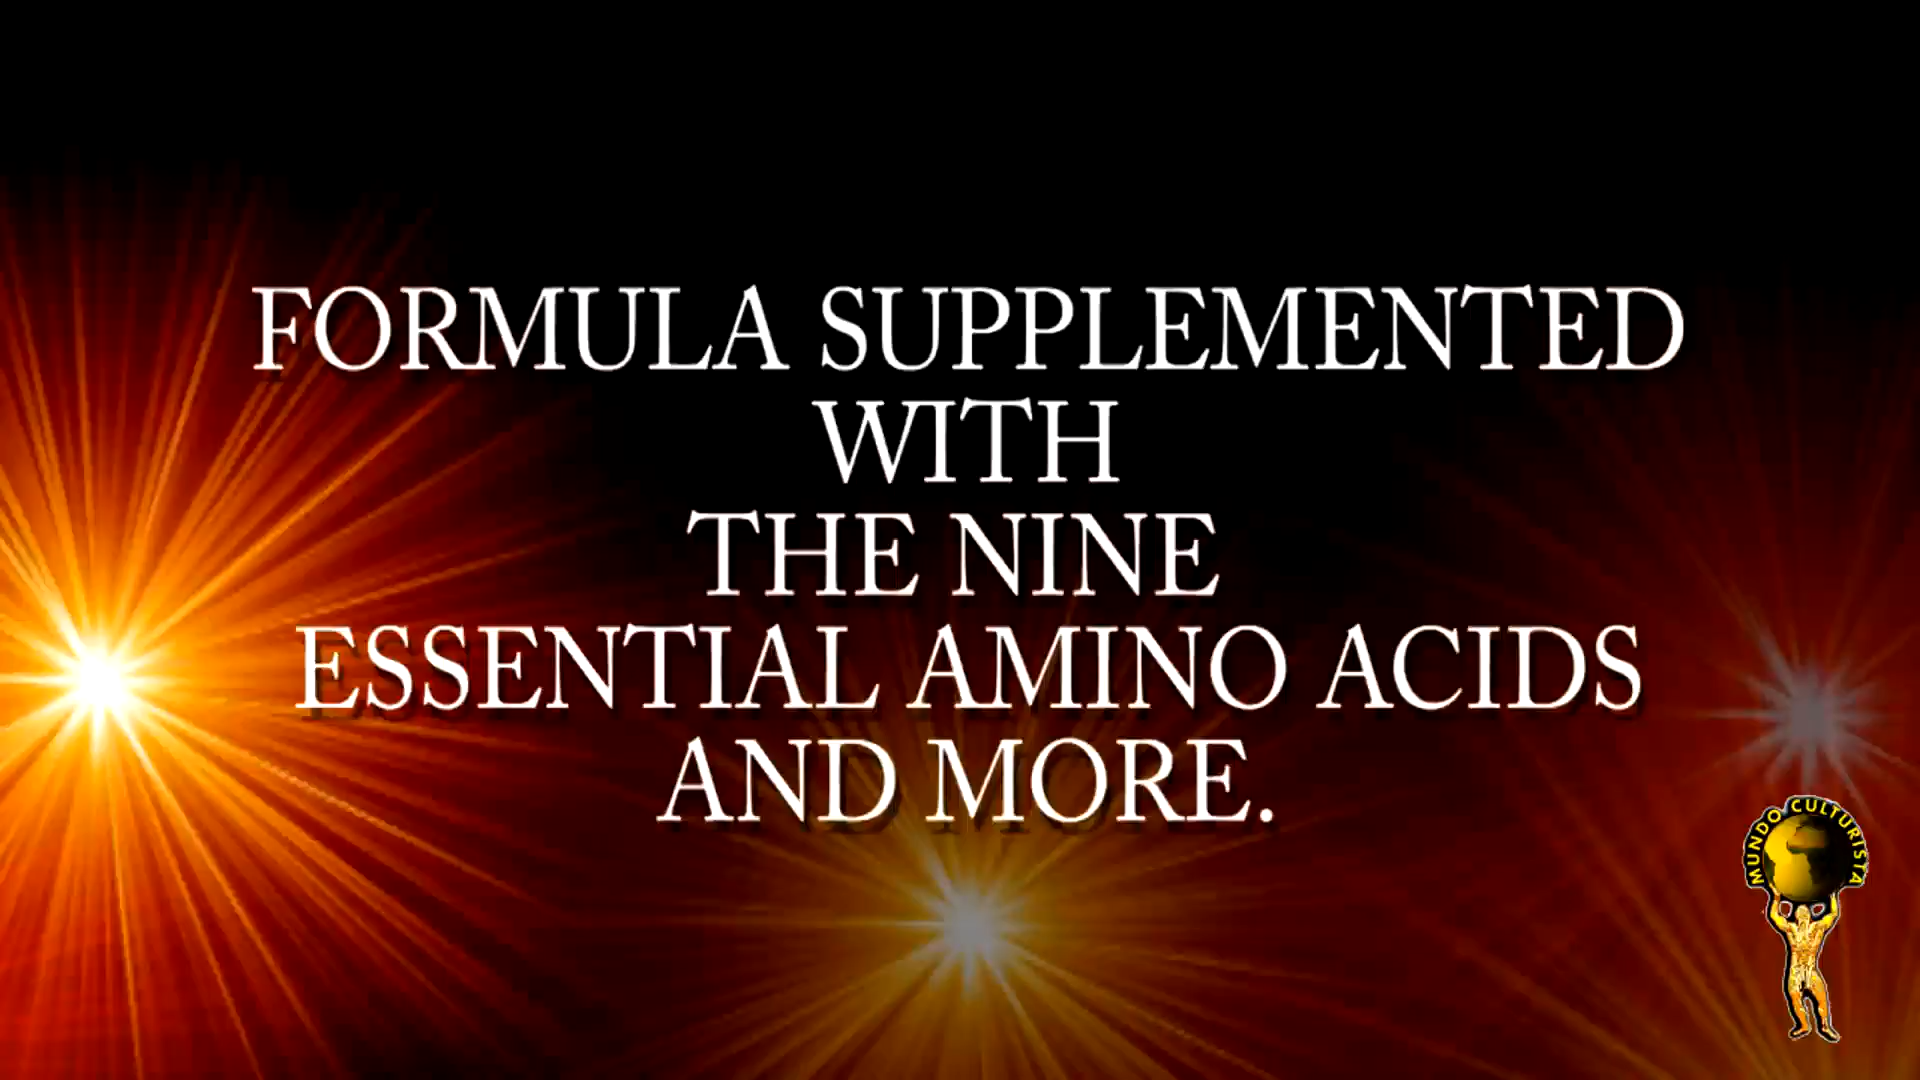 FORMULA SUPPLEMENTED
WITH
THE NINE
ESSENTIAL AMINO ACIDS
AND MORE.
MUNDO CULTURISTA